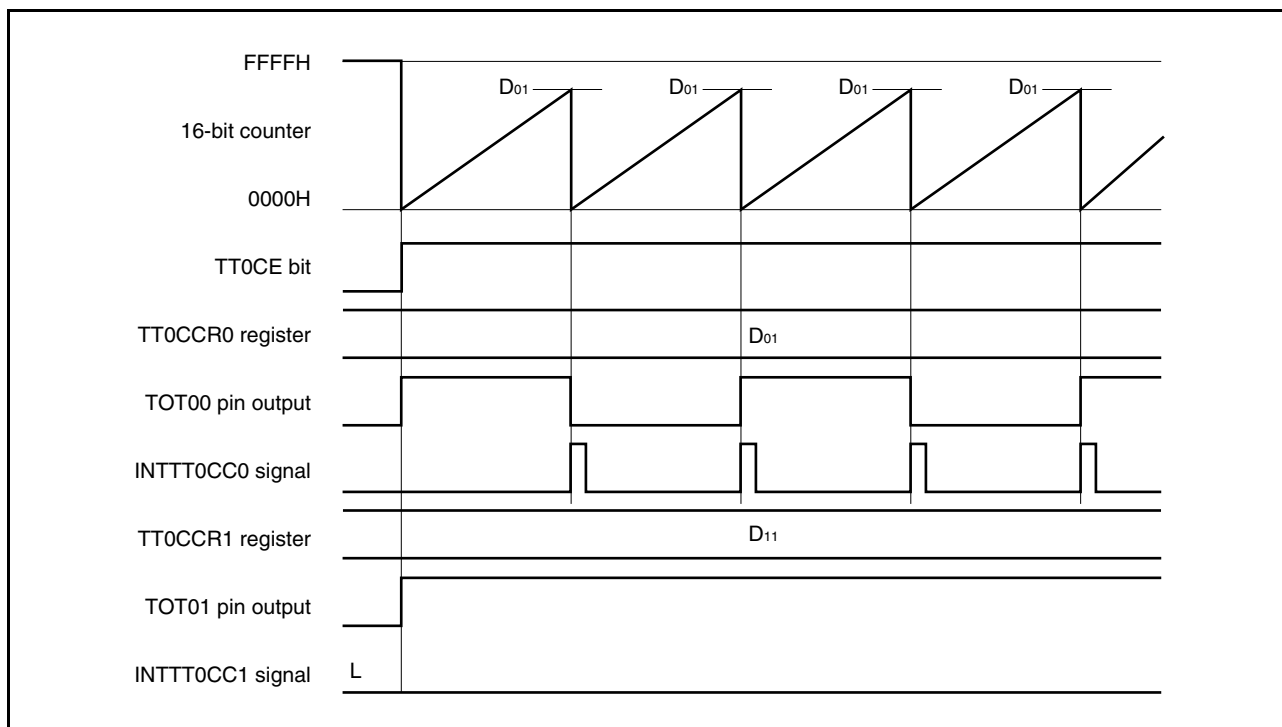 FFFFH
D01 D01 D01 D01
16-bit counter
0000H
TT0CE bit
TT0CCR0 register D01
TOT00 pin output
INTTT0CC0 signal
TT0CCR1 register D11
TOT01 pin output
INTTT0CC1 signal L